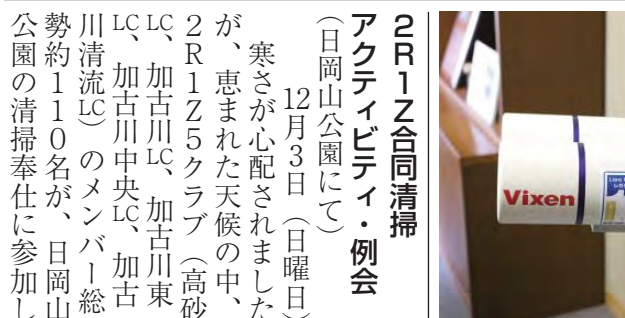 ２Ｒ１Ｚ合同清掃
アクティビティ・例会
（日岡山公園にて）
12月３日（日曜日）
寒さが心配されました
が、恵まれた天候の中、
２Ｒ１Ｚ５クラブ（高砂
LC、加古川LC、加古川東
LC、加古川中央LC、加古
川清流LC）のメンバー総
勢約１１０名が、日岡山
公園の清掃奉仕に参加し
Vixen